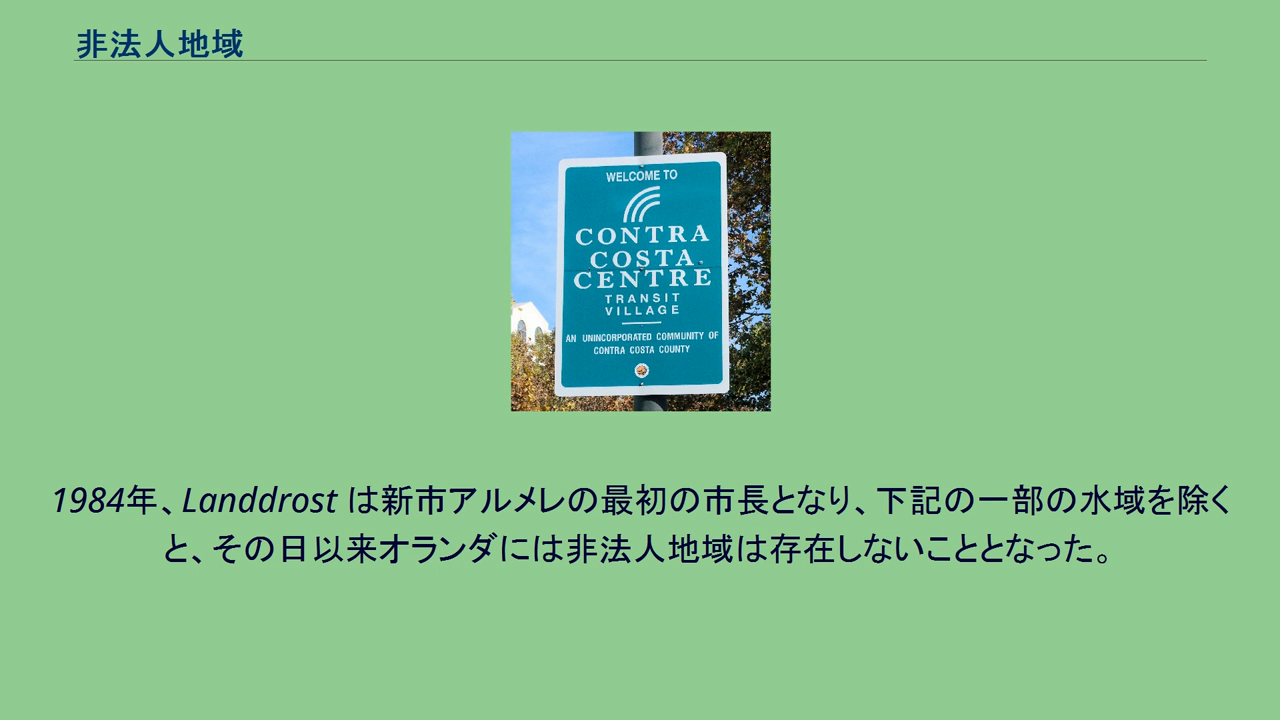 非法人地域
WELCOME TO
CONTRA
COSTA
CENTRE
TRANSIT
VILLAGE
AN UNINCORPORATED COMMUNITY OF
CONTRA COSTA COUNTY
1984年、Landdrost は新市アルメレの最初の市長となり、下記の一部の水域を除く
と、その日以来オランダには非法人地域は存在しないこととなった。